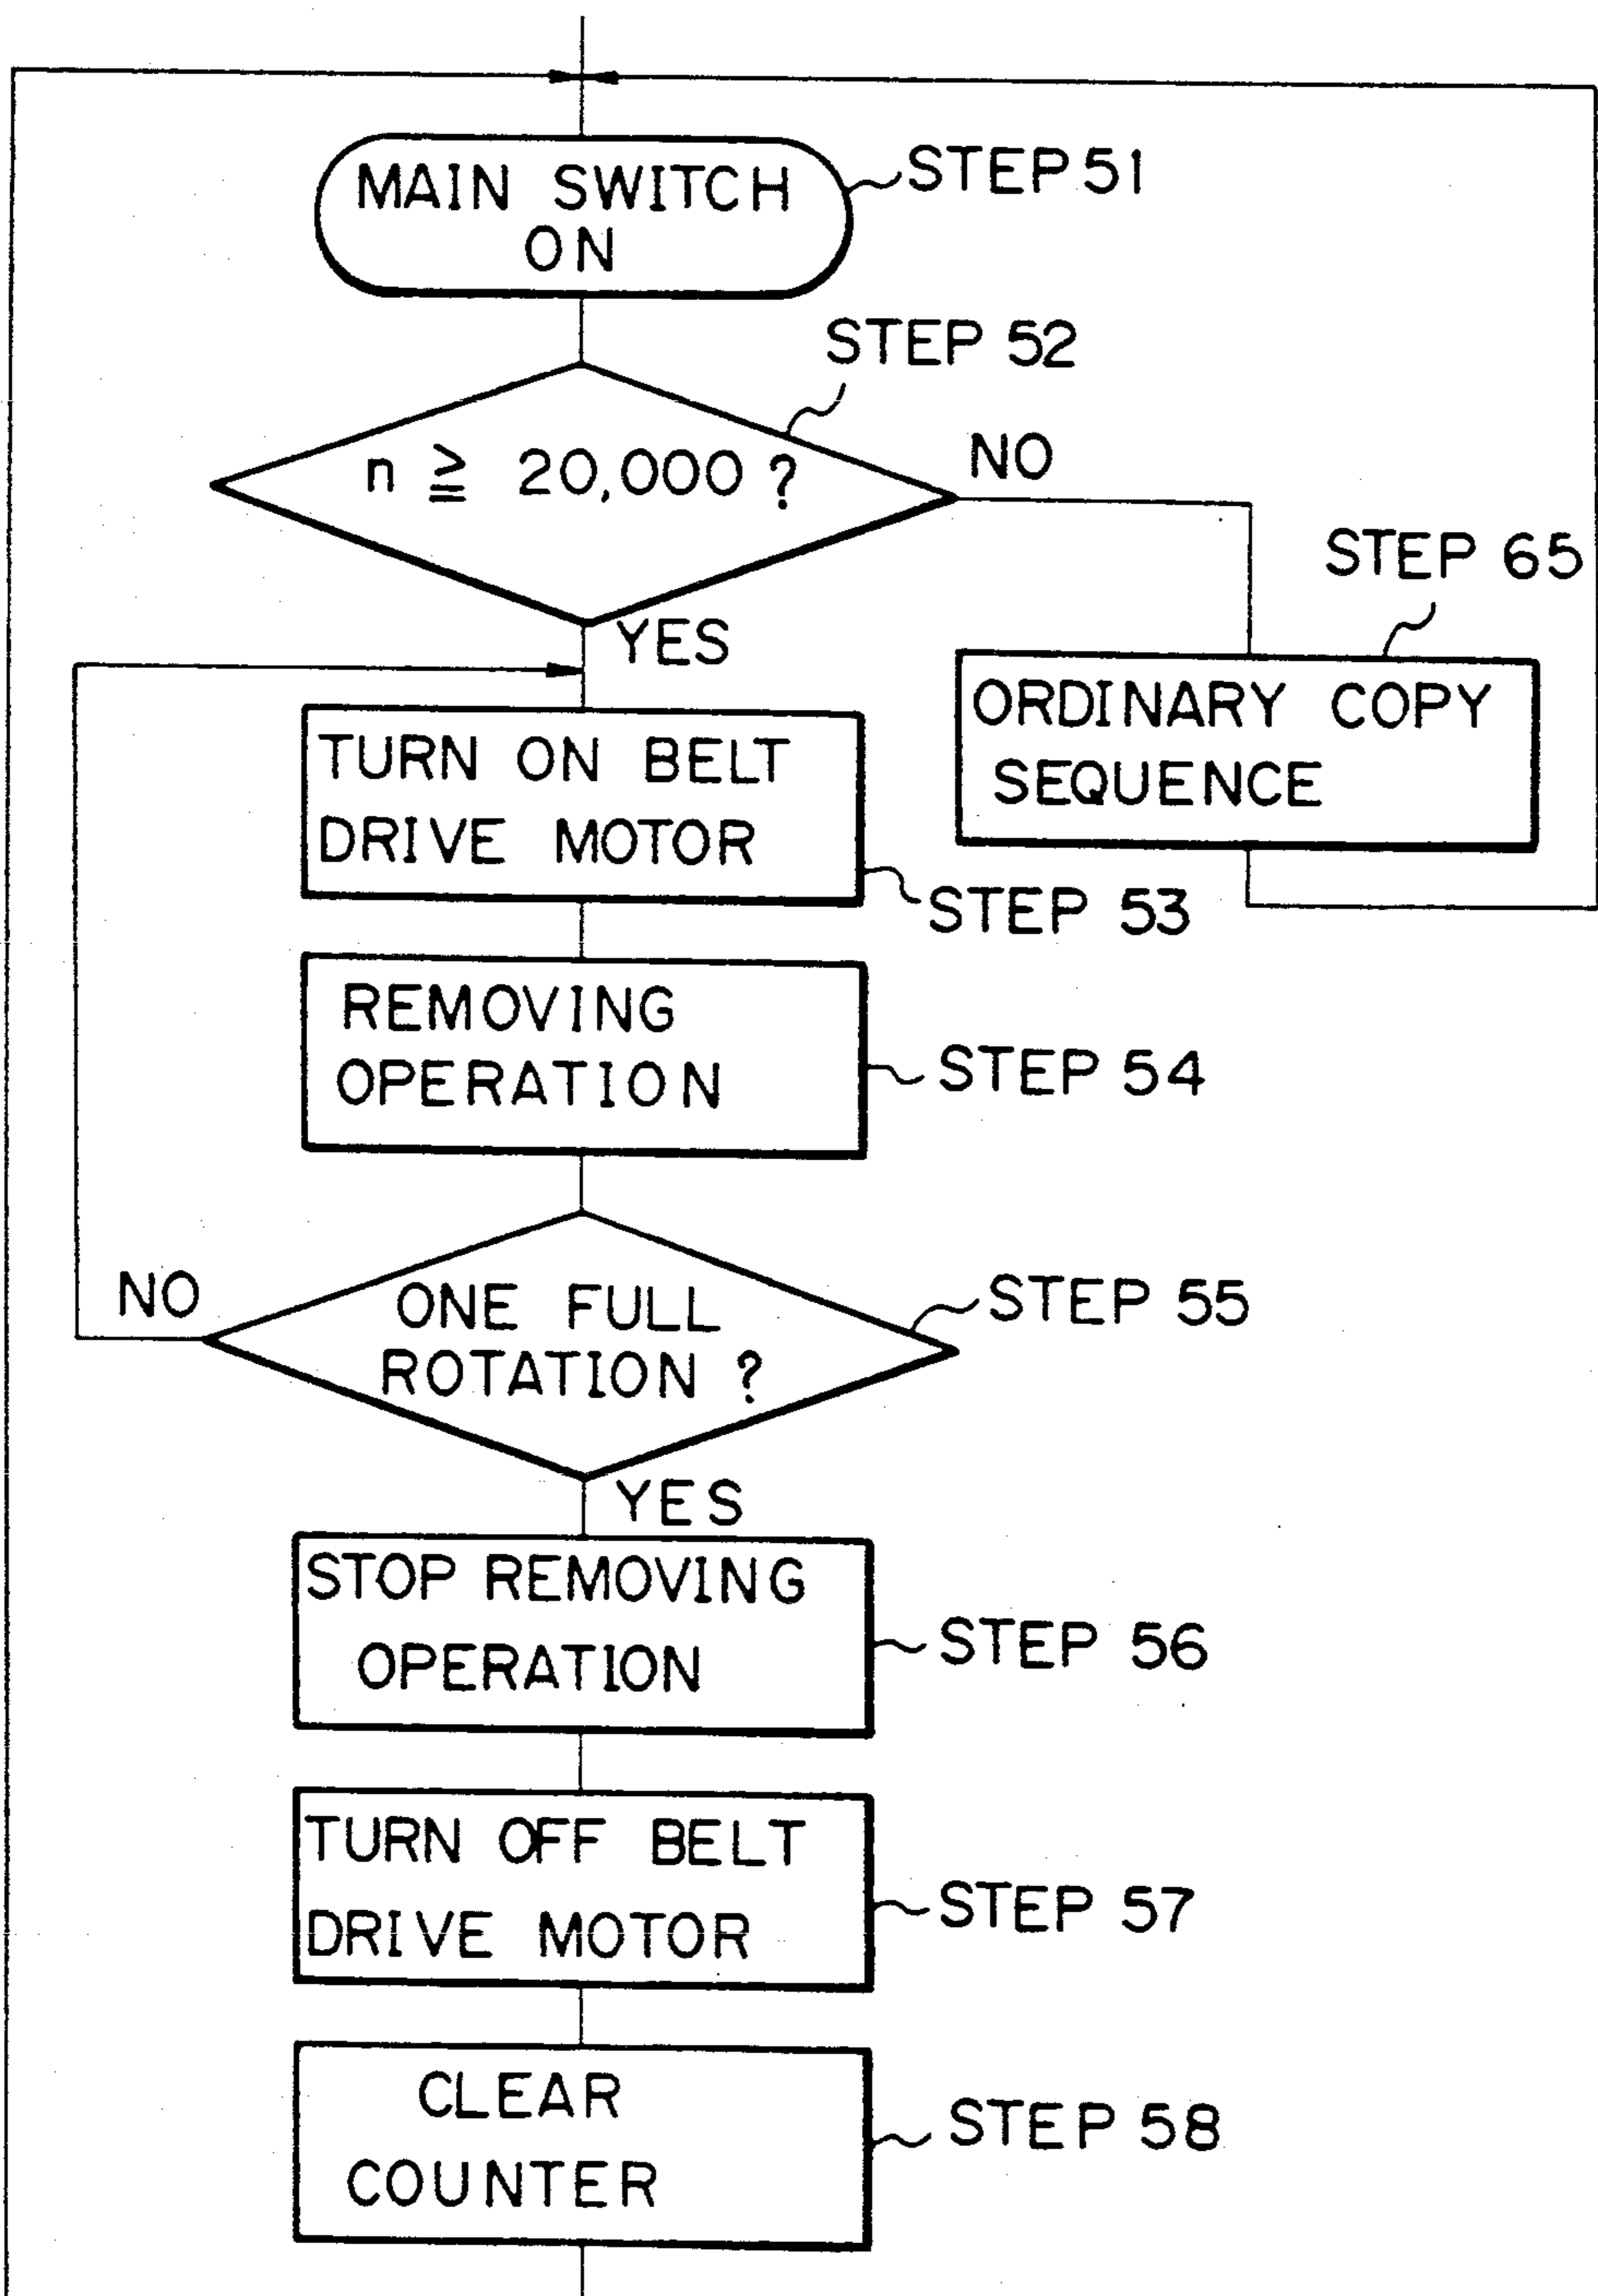 MAIN SWITCH
ON
STEP 51
STEP 52
n ≧ 20,000 ?
NO
YES
STEP 65
ORDINARY COPY
SEQUENCE
TURN ON BELT
DRIVE MOTOR
STEP 53
REMOVING
OPERATION
STEP 54
NO
ONE FULL
ROTATION ?
STEP 55
YES
STOP REMOVING
OPERATION
STEP 56
TURN OFF BELT
DRIVE MOTOR
STEP 57
CLEAR
COUNTER
STEP 58